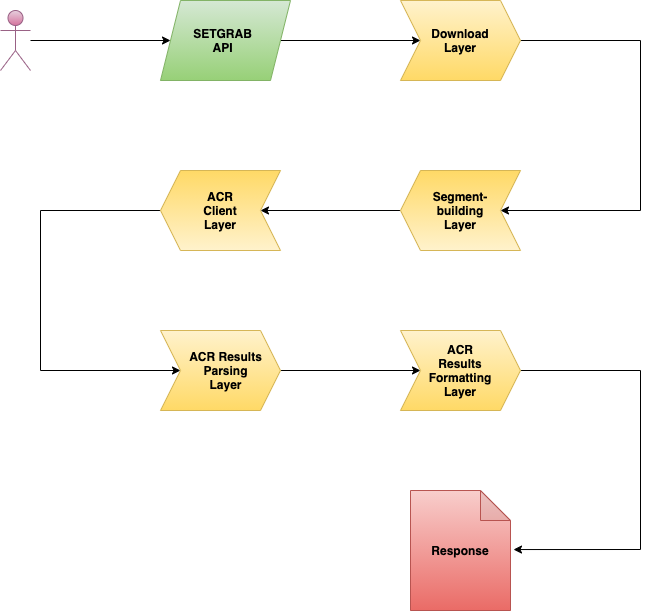 SETGRAB
API
Download
Layer
ACR
Client
Layer
Segment-
building
Layer
ACR Results
Parsing
Layer
ACR
Results
Formatting
Layer
Response